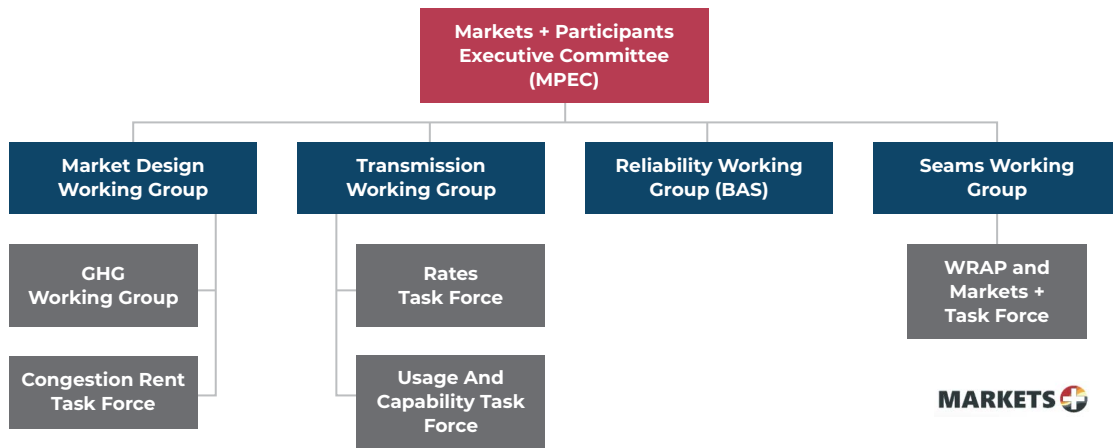 Markets + Participants
Executive Committee
(MPEC)
Market Design
Working Group
Transmission
Working Group
Reliability Working
Group (BAS)
Seams Working
Group
GHG
Working Group
Rates
Task Force
WRAP and
Markets +
Task Force
Congestion Rent
Task Force
Usage And
Capability Task
Force
MARKETS+